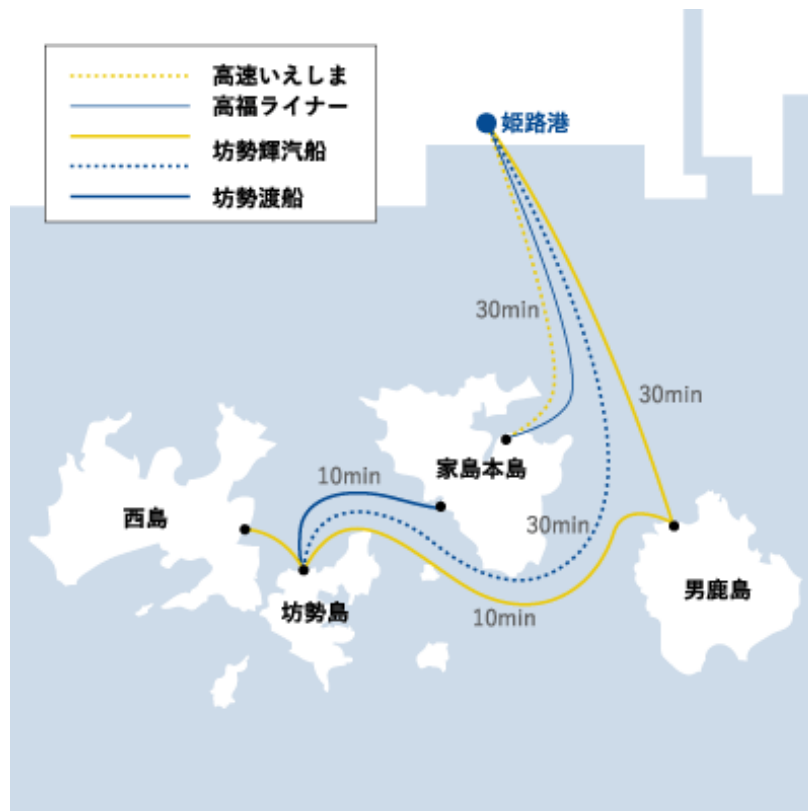 高速いえしま
高福ライナー
坊勢輝汽船
坊勢渡船
姫路港
30min
30min
家島本島
10min
西島
30min
男鹿島
坊勢島
10min